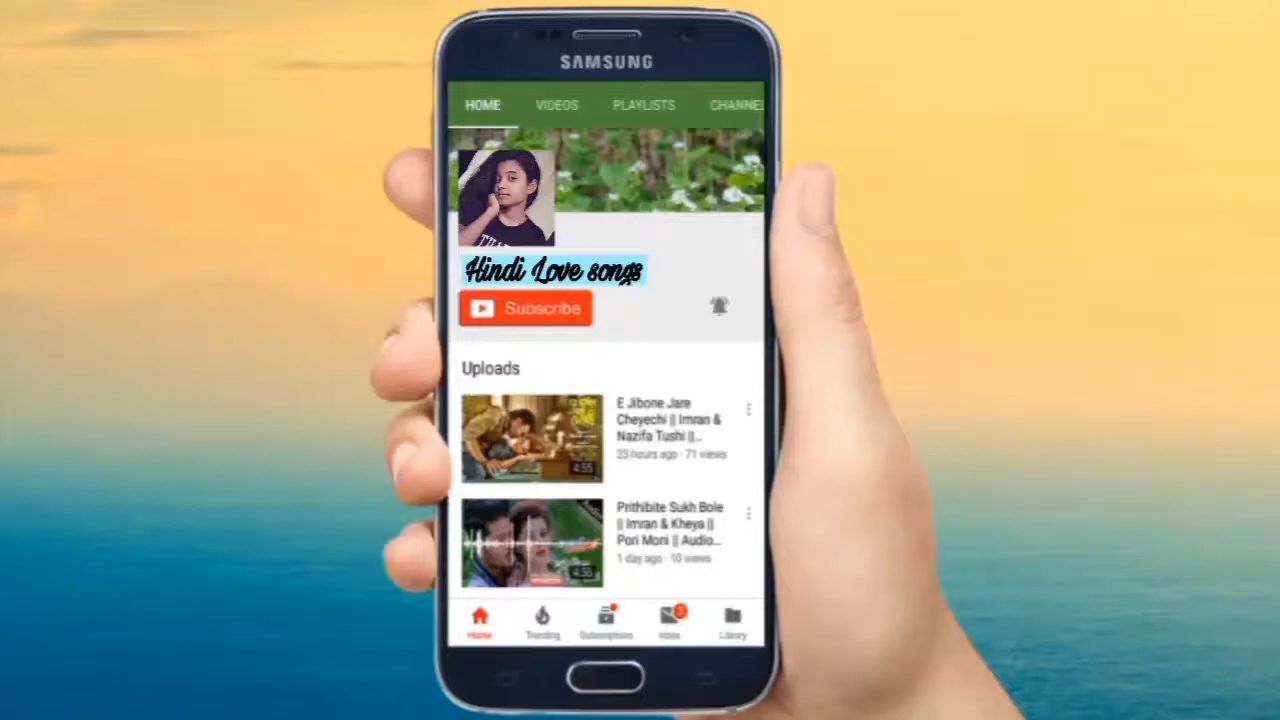 SAMSUNG
HOME VIDEOS PLAYLISTS CHANNEL
Hindi Love songs
Subscribe
Uploads
E Jibone Jare
Cheyechi || Imran &
Nazifa Tushi ||...
23 hours ago · 71 views
4:55
Prithibite Sukh Bole
|| Imran & Kheya ||
Pori Moni || Audio...
1 day ago · 10 views
4:55
Home Trending Subscriptions Inbox Library